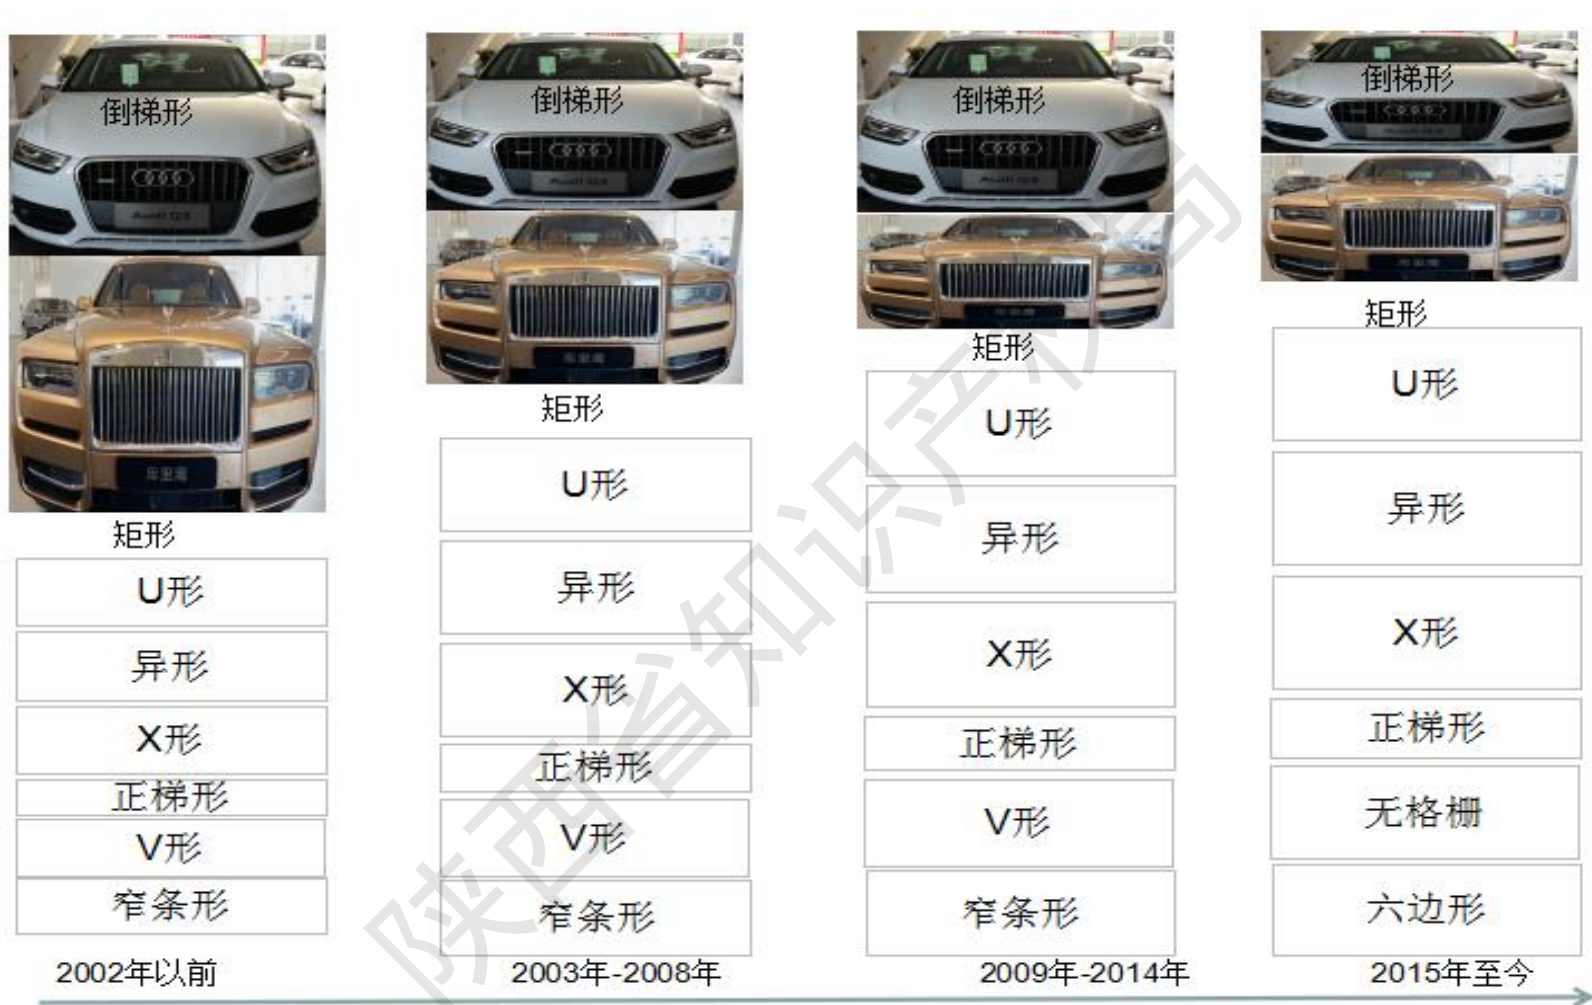 倒梯形
矩形
U形
异形
X形
正梯形
V形
窄条形
2002年以前
倒梯形
矩形
U形
异形
X形
正梯形
V形
窄条形
2003年-2008年
倒梯形
矩形
U形
异形
X形
正梯形
V形
窄条形
2009年-2014年
倒梯形
矩形
U形
异形
X形
正梯形
无格栅
六边形
2015年至今
Audi Q3
库里南
陕西省知识产权局